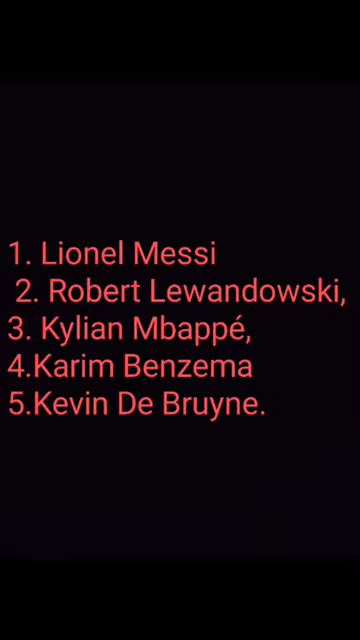 1. Lionel Messi
2. Robert Lewandowski,
3. Kylian Mbappé,
4.Karim Benzema
5.Kevin De Bruyne.